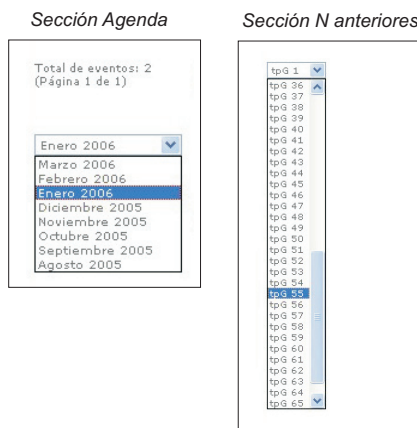 Sección Agenda
Total de eventos: 2
(Página 1 de 1)
Enero 2006
Marzo 2006
Febrero 2006
Enero 2006
Diciembre 2005
Noviembre 2005
Octubre 2005
Septiembre 2005
Agosto 2005
Sección N anteriores
tpG 1
tpG 36
tpG 37
tpG 38
tpG 39
tpG 40
tpG 41
tpG 42
tpG 43
tpG 44
tpG 45
tpG 46
tpG 47
tpG 48
tpG 49
tpG 50
tpG 51
tpG 52
tpG 53
tpG 54
tpG 55
tpG 56
tpG 57
tpG 58
tpG 59
tpG 60
tpG 61
tpG 62
tpG 63
tpG 64
tpG 65